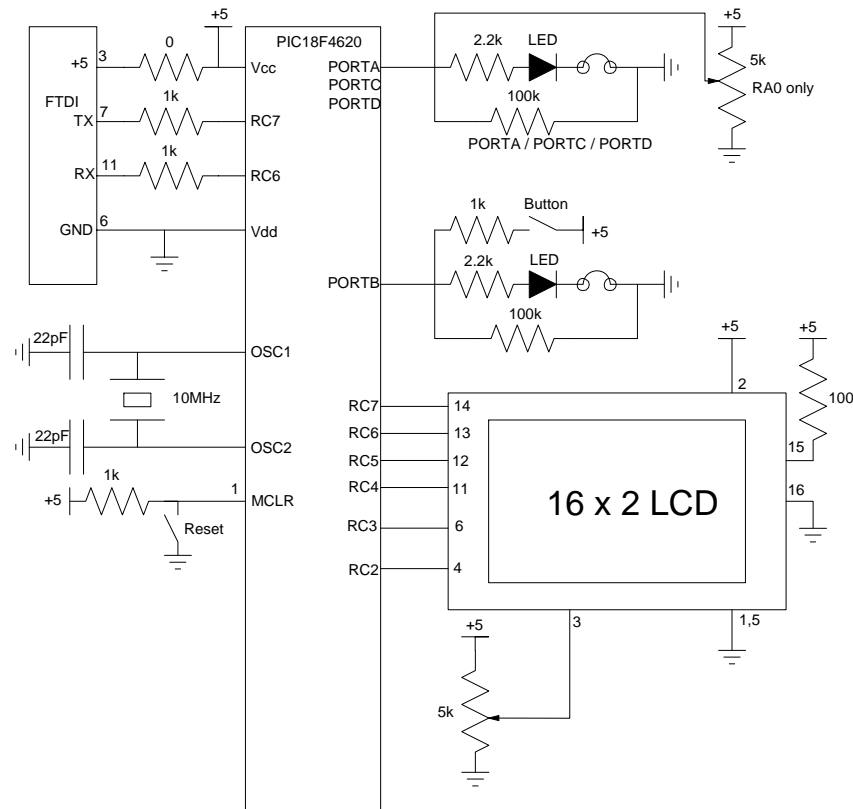 +5
PIC18F4620
FTDI
+5
3
0
Vcc
TX
7
1k
RC7
RX
11
1k
RC6
GND
6
Vdd
PORTA
PORTC
PORTD
2.2k
LED
100k
PORTA / PORTC / PORTD
+5
5k
RA0 only
1k
Button
+5
2.2k
LED
PORTB
100k
22pF
OSC1
10MHz
22pF
OSC2
+5
1k
1
MCLR
Reset
RC7
14
RC6
13
RC5
12
RC4
11
RC3
6
RC2
4
16 x 2 LCD
+5
2
+5
100
15
16
3
1,5
+5
5k